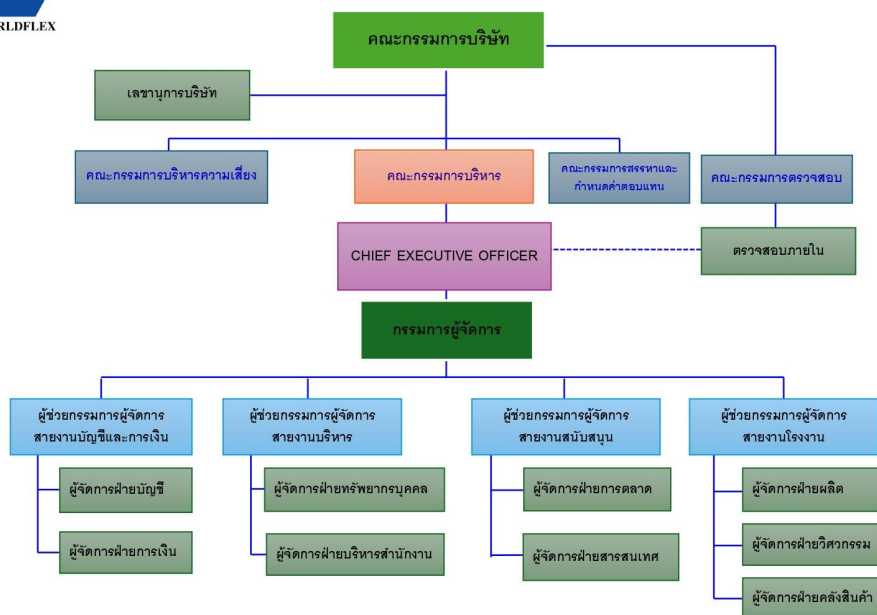 RLDFLEX
คณะกรรมการบริษัท
เลขานุการบริษัท
คณะกรรมการบริหารความเสี่ยง
คณะกรรมการบริหาร
คณะกรรมการสรรหาและ
กำหนดค่าตอบแทน
คณะกรรมการตรวจสอบ
CHIEF EXECUTIVE OFFICER
ตรวจสอบภายใน
กรรมการผู้จัดการ
ผู้ช่วยกรรมการผู้จัดการ
สายงานบัญชีและการเงิน
ผู้ช่วยกรรมการผู้จัดการ
สายงานบริหาร
ผู้ช่วยกรรมการผู้จัดการ
สายงานสนับสนุน
ผู้ช่วยกรรมการผู้จัดการ
สายงานโรงงาน
ผู้จัดการฝ่ายบัญชี
ผู้จัดการฝ่ายทรัพยากรบุคคล
ผู้จัดการฝ่ายการตลาด
ผู้จัดการฝ่ายผลิต
ผู้จัดการฝ่ายการเงิน
ผู้จัดการฝ่ายบริหารสำนักงาน
ผู้จัดการฝ่ายสารสนเทศ
ผู้จัดการฝ่ายวิศวกรรม
ผู้จัดการฝ่ายคลังสินค้า